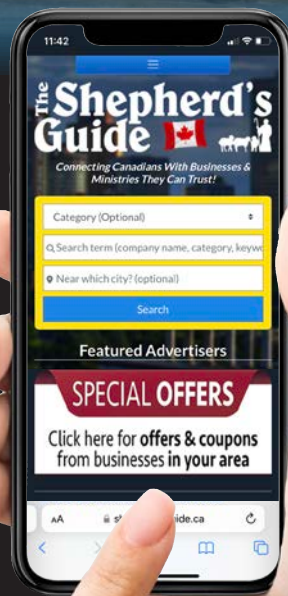 11:42
The Shepherd's
Guide
Connecting Canadians With Businesses &
Ministries They Can Trust!
Category (Optional)
Search term (company name, category, keywo
Near which city? (optional)
Search
Featured Advertisers
SPECIAL OFFERS
Click here for offers & coupons
from businesses in your area
AA
ide.ca